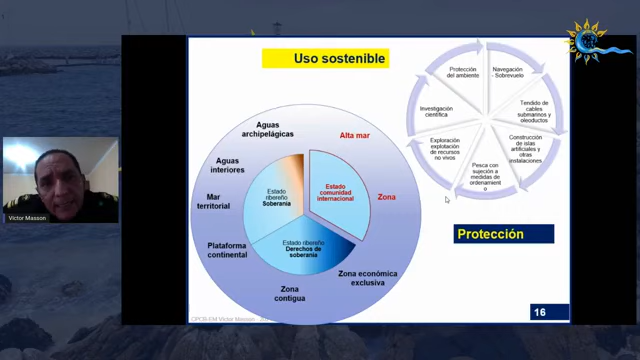 Uso sostenible
Protección
del ambiente
Navegación
- Sobrevuelo
Tendido de
cables
submarinos y
oleoductos
Construcción
de islas
artificiales y
otras
instalaciones
Pesca con
sujeción a
medidas de
ordenamient
o
Exploración
explotación
de recursos
no vivos
Investigación
científica
Aguas
archipelágicas
Alta mar
Aguas
interiores
Mar
territorial
Zona
Plataforma
continental
Zona económica
exclusiva
Zona
contigua
Estado
ribereño
Soberanía
Estado
comunidad
internacional
Estado ribereño
Derechos de
soberanía
Protección
16
Víctor Masson